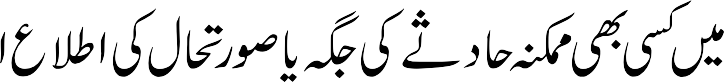 میں کسی بھی ممکنہ حادثے کی جگہ یا صورتحال کی اطلاع ا